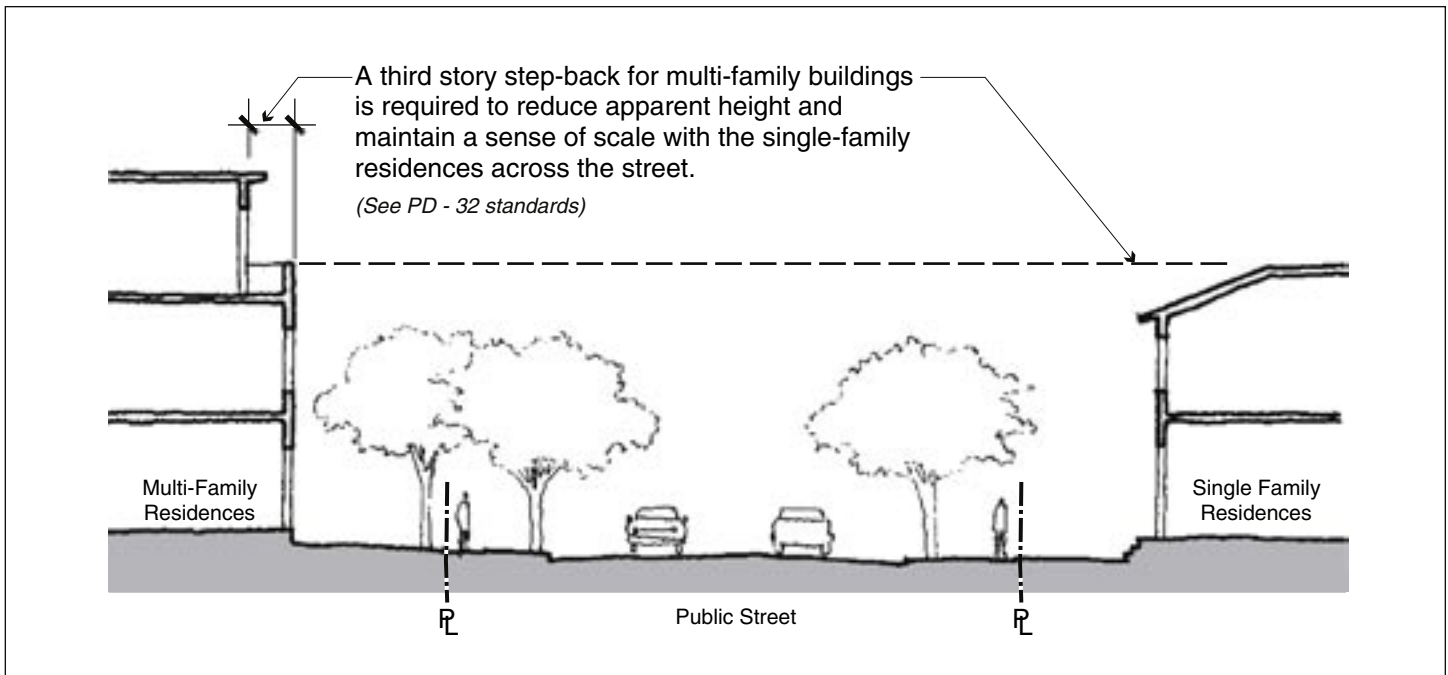 A third story step-back for multi-family buildings
is required to reduce apparent height and
maintain a sense of scale with the single-family
residences across the street.
(See PD - 32 standards)
Multi-Family
Residences
Single Family
Residences
PL
Public Street
PL